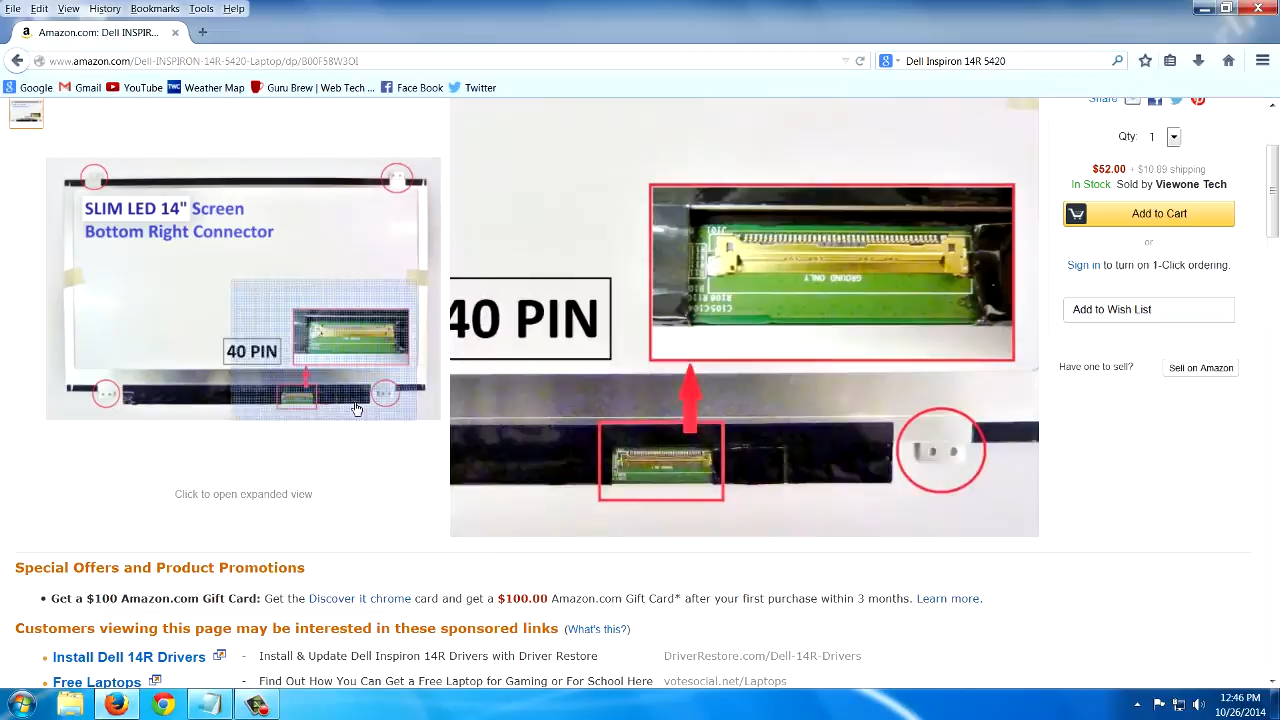 File Edit View History Bookmarks Tools Help
Amazon.com: Dell INSPIR...
www.amazon.com/Dell-INSPIRON-14R-5420-Laptop/dp/B00F58W3OI
Dell Inspiron 14R 5420
Google Gmail YouTube Weather Map Guru Brew | Web Tech ... Face Book Twitter
Share
Qty: 1
$52.00 + $10.89 shipping
In Stock. Sold by Viewone Tech
Add to Cart
or
Sign in to turn on 1-Click ordering.
Add to Wish List
Have one to sell? Sell on Amazon
SLIM LED 14" Screen
Bottom Right Connector
40 PIN
40 PIN
GROUND ONLY
Click to open expanded view
Special Offers and Product Promotions
• Get a $100 Amazon.com Gift Card: Get the Discover it chrome card and get a $100.00 Amazon.com Gift Card* after your first purchase within 3 months. Learn more.
Customers viewing this page may be interested in these sponsored links (What's this?)
Install Dell 14R Drivers - Install & Update Dell Inspiron 14R Drivers with Driver Restore DriverRestore.com/Dell-14R-Drivers
Free Laptops - Find Out How You Can Get a Free Laptop for Gaming or For School Here votesocial.net/Laptops
12:46 PM
10/26/2014